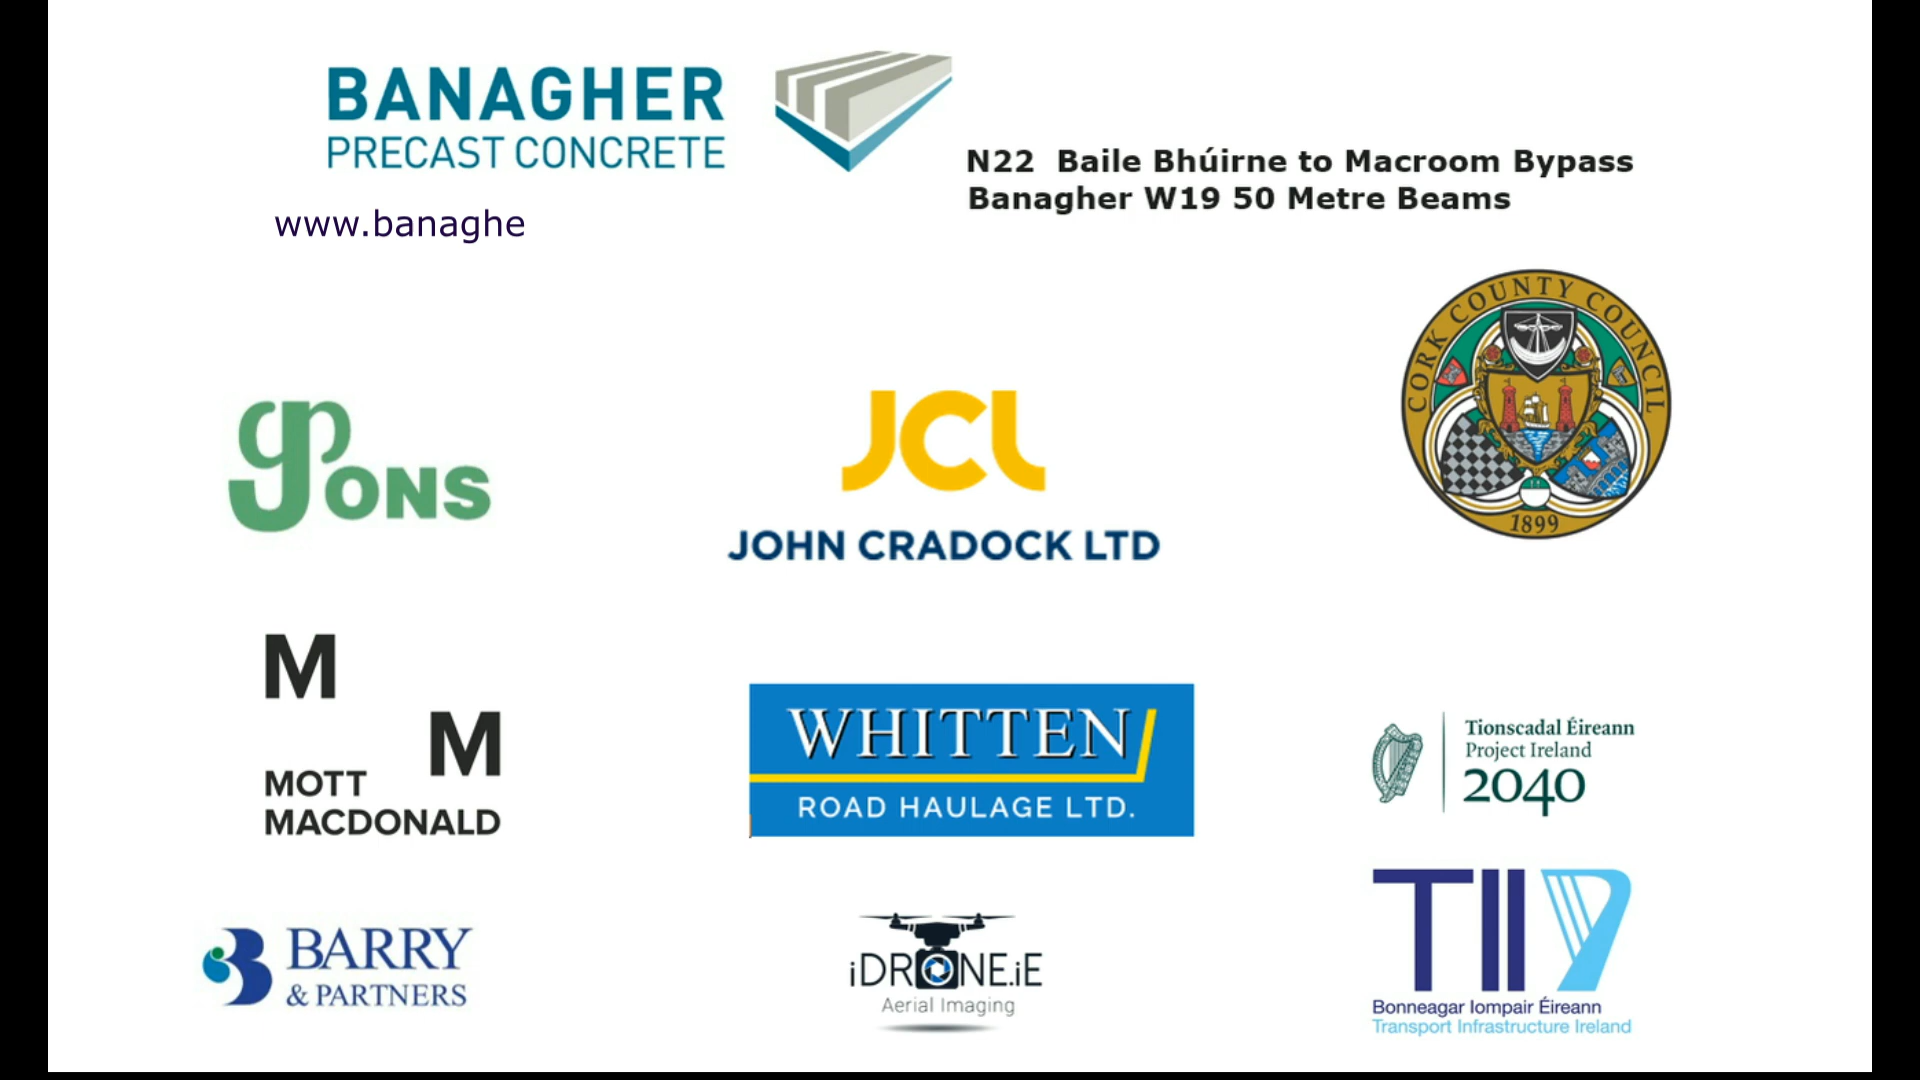 BANAGHER
PRECAST CONCRETE
N22 Baile Bhúirne to Macroom Bypass
Banagher W19 50 Metre Beams
www.banaghe
CORK COUNTY COUNCIL
1899
JONS
JCL
JOHN CRADOCK LTD
M
M
MOTT
MACDONALD
WHITTEN
ROAD HAULAGE LTD.
Tionscadal Éireann
Project Ireland
2040
BARRY
& PARTNERS
iDRONE.iE
Aerial Imaging
TII
Bonneagar Iompair Éireann
Transport Infrastructure Ireland